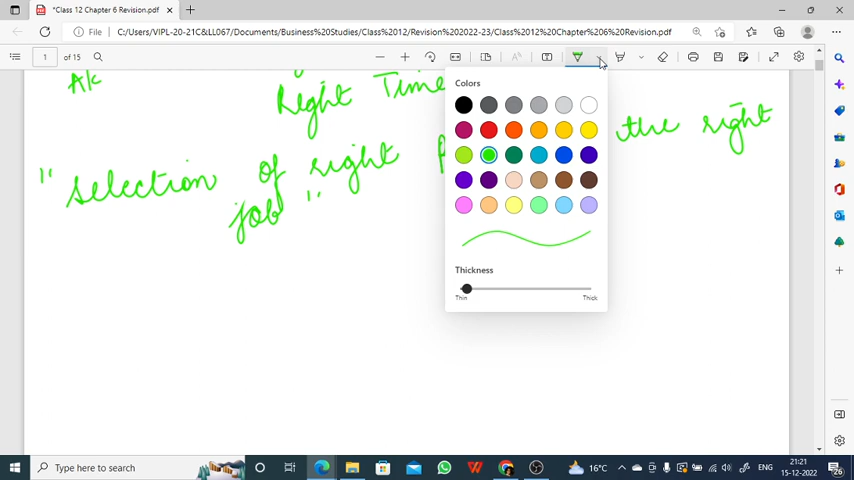 *Class 12 Chapter 6 Revision.pdf
File
C:/Users/VIPL-20-21C&LL067/Documents/Business%20Studies/Class%2012/Revision%202022-23/Class%2012%20Chapter%206%20Revision.pdf
1 of 15
AK
Right Time
"selection of right the right
job"
Colors
Thickness
Thin Thick
Type here to search
16°C
ENG
21:21
15-12-2022
26